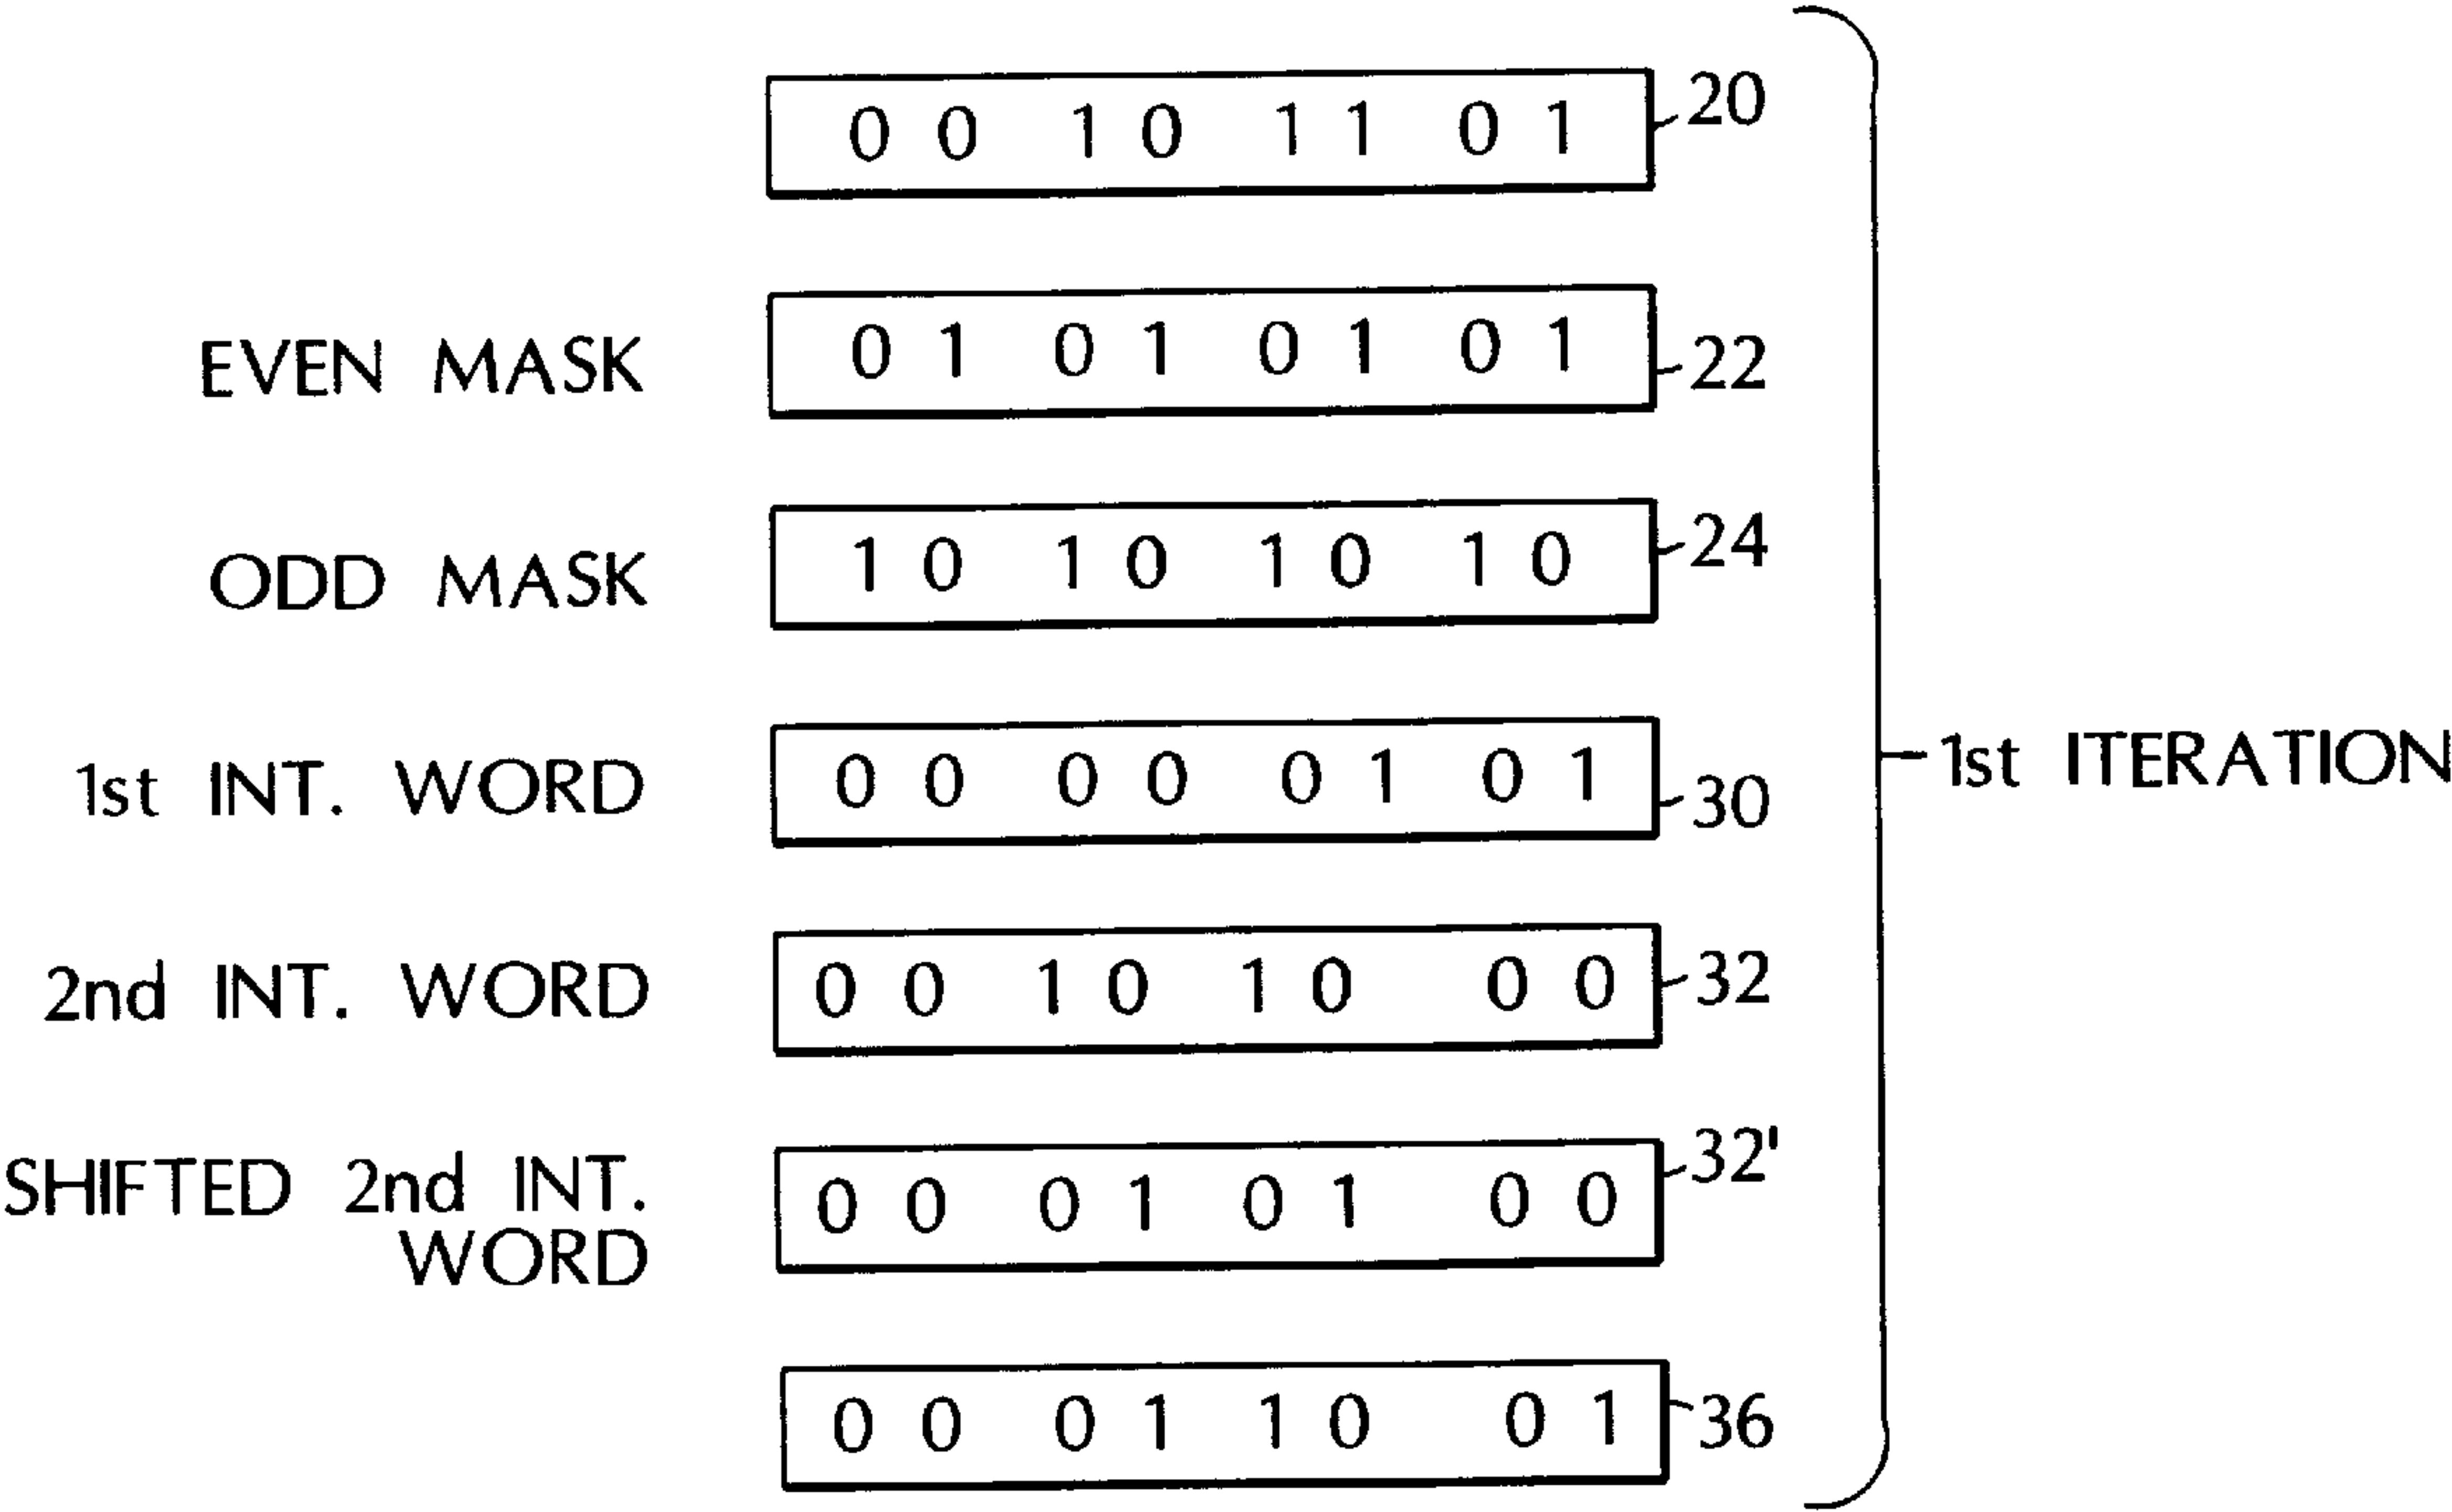 0 0 1 0 1 1 0 1 20
EVEN MASK 0 1 0 1 0 1 0 1 22
ODD MASK 1 0 1 0 1 0 1 0 24
1st INT. WORD 0 0 0 0 0 1 0 1 30
1st ITERATION
2nd INT. WORD 0 0 1 0 1 0 0 0 32
SHIFTED 2nd INT. WORD 0 0 0 1 0 1 0 0 32'
0 0 0 1 1 0 0 1 36